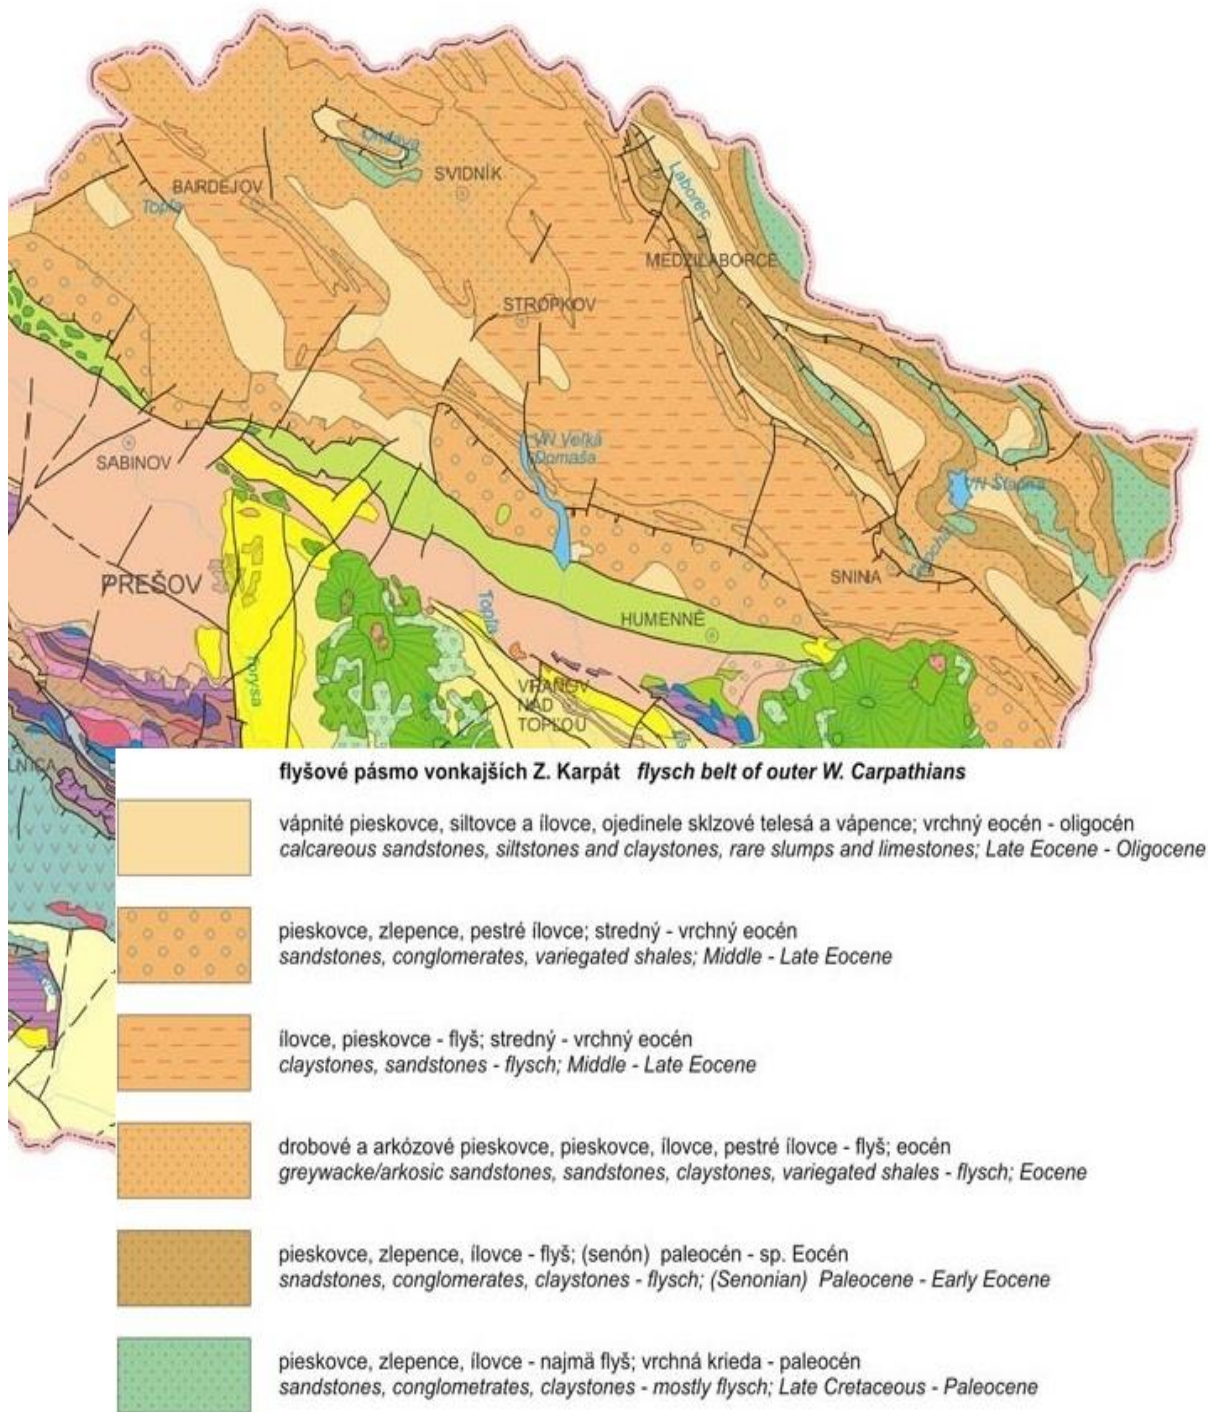 Ondava
SVIDNÍK
BARDEJOV
Topľa
Laborec
MEDZILABORCE
STROPKOV
VN Veľká
Domaša
SABINOV
VN Starina
SNINA
PREŠOV
Topľa
HUMENNÉ
Torysa
VRANOV
NAD
TOPĽOU
LNICA
flyšové pásmo vonkajších Z. Karpát flysch belt of outer W. Carpathians
vápnité pieskovce, siltovce a ílovce, ojedinele sklzové telesá a vápence; vrchný eocén - oligocén
calcareous sandstones, siltstones and claystones, rare slumps and limestones; Late Eocene - Oligocene
pieskovce, zlepence, pestré ílovce; stredný - vrchný eocén
sandstones, conglomerates, variegated shales; Middle - Late Eocene
ílovce, pieskovce - flyš; stredný - vrchný eocén
claystones, sandstones - flysch; Middle - Late Eocene
drobové a arkózové pieskovce, pieskovce, ílovce, pestré ílovce - flyš; eocén
greywacke/arkosic sandstones, sandstones, claystones, variegated shales - flysch; Eocene
pieskovce, zlepence, ílovce - flyš; (senón) paleocén - sp. Eocén
snadstones, conglomerates, claystones - flysch; (Senonian) Paleocene - Early Eocene
pieskovce, zlepence, ílovce - najmä flyš; vrchná krieda - paleocén
sandstones, conglometrates, claystones - mostly flysch; Late Cretaceous - Paleocene